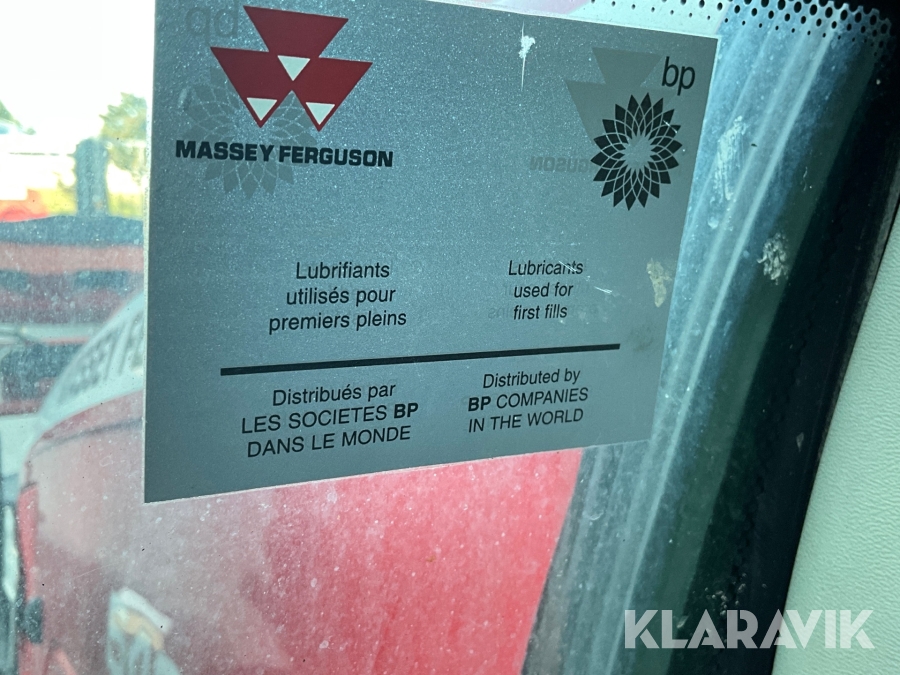 MASSEY FERGUSON
bp
Lubrifiants
utilisés pour
premiers pleins
Lubricants
used for
first fills
Distribués par
LES SOCIETES BP
DANS LE MONDE
Distributed by
BP COMPANIES
IN THE WORLD
KLARAVIK